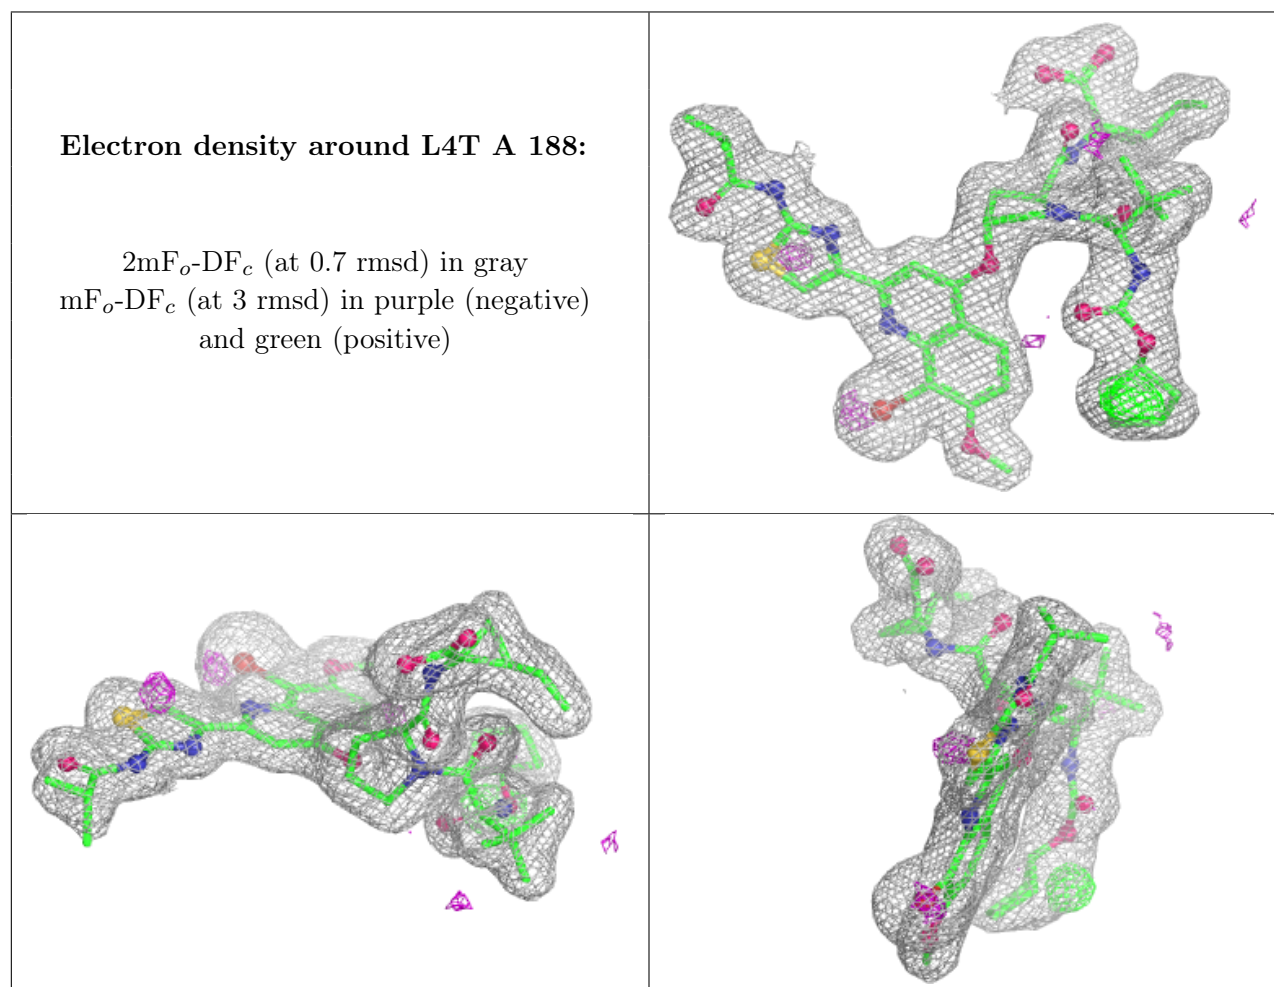 Electron density around L4T A 188:
2mFo-DFc (at 0.7 rmsd) in gray
mFo-DFc (at 3 rmsd) in purple (negative)
and green (positive)